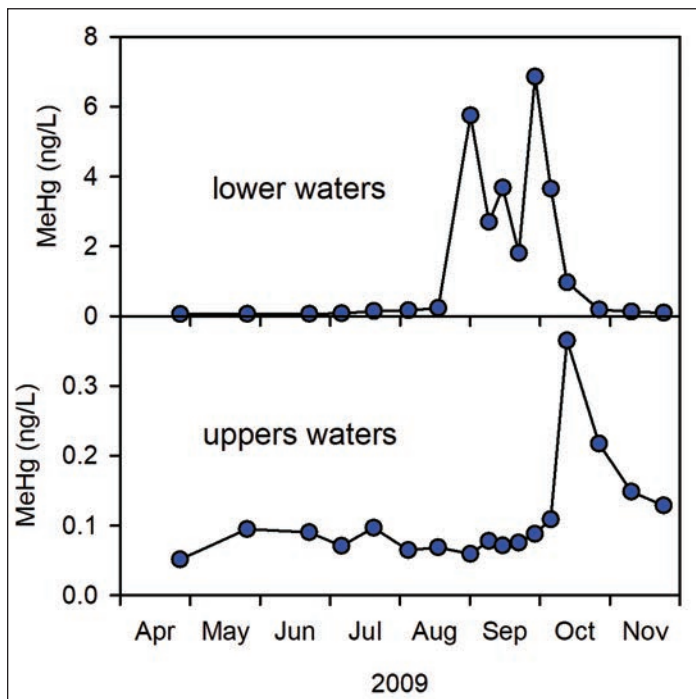 8
6
MeHg (ng/L)
4
lower waters
2
0
0.3
MeHg (ng/L)
uppers waters
0.2
0.1
0.0
Apr May Jun Jul Aug Sep Oct Nov
2009